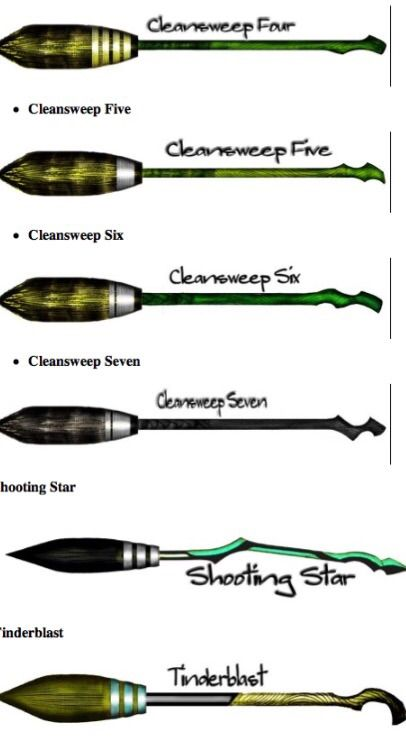 Cleansweep Four
• Cleansweep Five
Cleansweep Five
• Cleansweep Six
Cleansweep Six
• Cleansweep Seven
Cleansweep Seven
hooting Star
Shooting Star
inderblast
Tinderblast